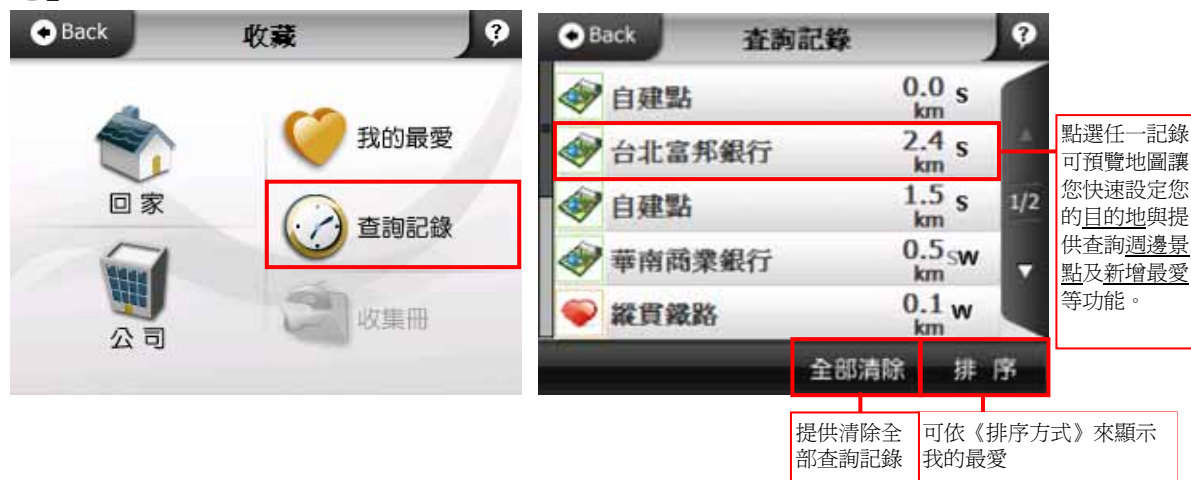 Back
收藏
?
我的最愛
回家
查詢記錄
公司
收集冊
Back
查詢記錄
?
自建點
0.0 s
km
台北富邦銀行
2.4 s
km
自建點
1.5 s
km
1/2
華南商業銀行
0.5 sw
km
縱貫鐵路
0.1 w
km
全部清除
排 序
點選任一記錄
可預覽地圖讓
您快速設定您
的目的地與提
供查詢週邊景
點及新增最愛
等功能。
提供清除全
部查詢記錄
可依《排序方式》來顯示
我的最愛